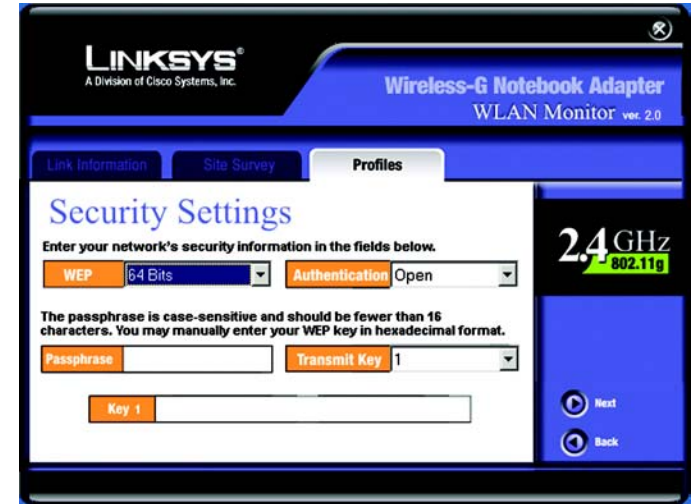 LINKSYS®
A Division of Cisco Systems, Inc.
Wireless-G Notebook Adapter
WLAN Monitor ver. 2.0
Link Information
Site Survey
Profiles
Security Settings
Enter your network's security information in the fields below.
WEP 64 Bits Authentication Open
2.4 GHz
802.11g
The passphrase is case-sensitive and should be fewer than 16
characters. You may manually enter your WEP key in hexadecimal format.
Passphrase Transmit Key 1
Key 1
Next
Back